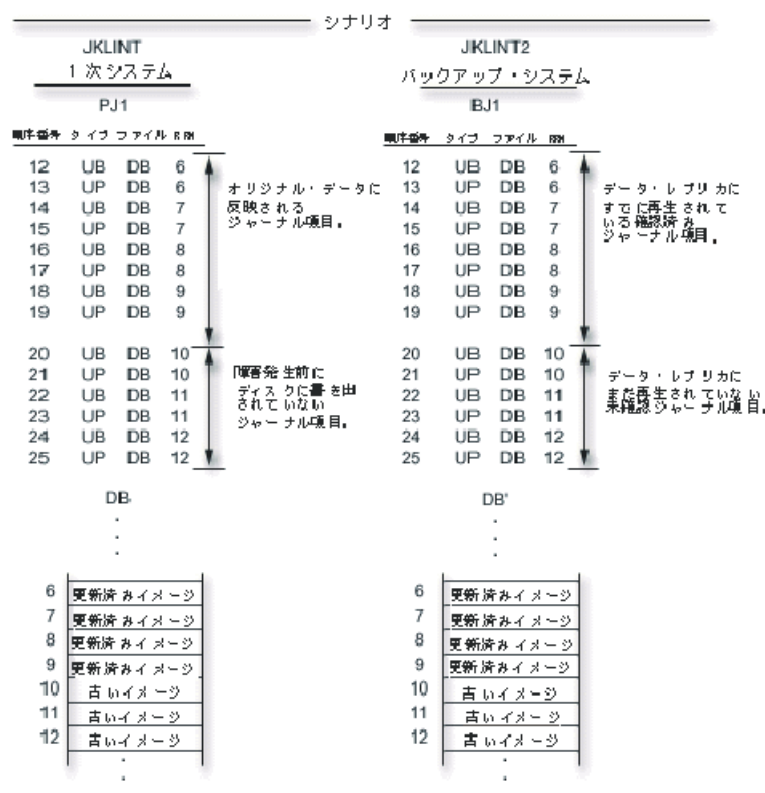 シナリオ
JKLINT
1 次システム
PJ1
順序番号 タイプ ファイル RRN
12 UB DB 6
13 UP DB 6
14 UB DB 7
15 UP DB 7
16 UB DB 8
17 UP DB 8
18 UB DB 9
19 UP DB 9
オリジナル・データに
反映される
ジャーナル項目。
20 UB DB 10
21 UP DB 10
22 UB DB 11
23 UP DB 11
24 UB DB 12
25 UP DB 12
障害発生前に
ディスクに書き出
されていない
ジャーナル項目。
DB
.
.
.
6 更新済みイメージ
7 更新済みイメージ
8 更新済みイメージ
9 更新済みイメージ
10 古いイメージ
11 古いイメージ
12 古いイメージ
.
.
JKLINT2
バックアップ・システム
IBJ1
順序番号 タイプ ファイル RRN
12 UB DB 6
13 UP DB 6
14 UB DB 7
15 UP DB 7
16 UB DB 8
17 UP DB 8
18 UB DB 9
19 UP DB 9
データ・レプリカに
すでに再生されて
いる確認済み
ジャーナル項目。
20 UB DB 10
21 UP DB 10
22 UB DB 11
23 UP DB 11
24 UB DB 12
25 UP DB 12
データ・レプリカに
まだ再生されていない
未確認ジャーナル項目。
DB'
.
.
.
6 更新済みイメージ
7 更新済みイメージ
8 更新済みイメージ
9 更新済みイメージ
10 古いイメージ
11 古いイメージ
12 古いイメージ
.
.